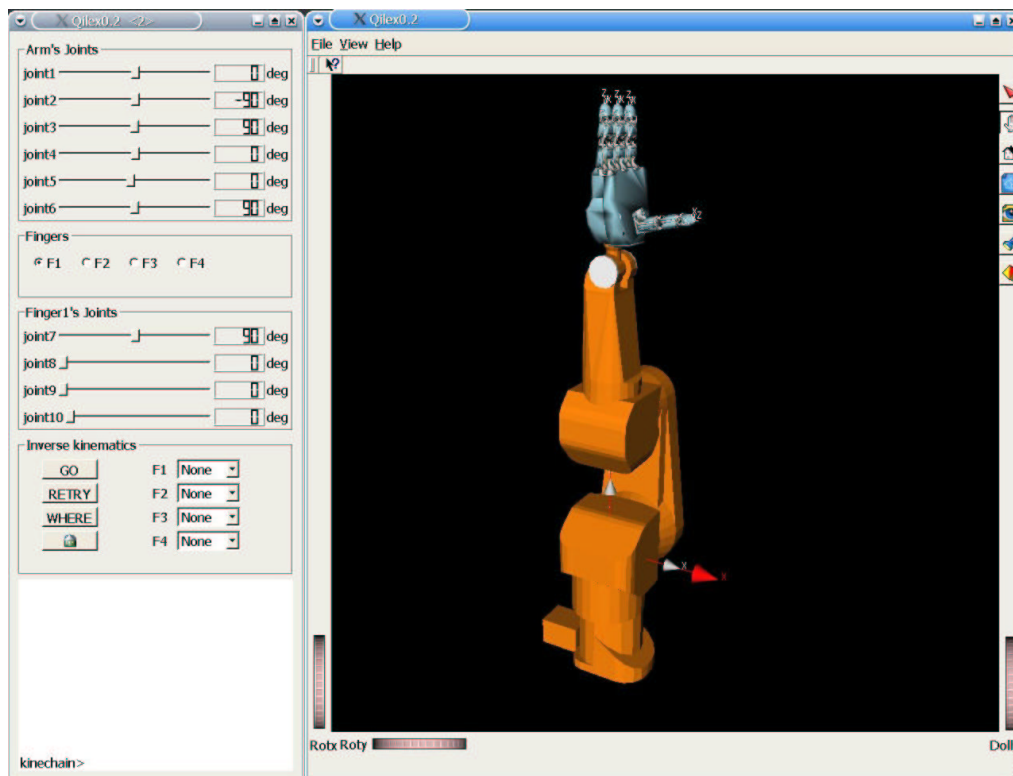 Qilex0.2 <2>
Arm's Joints
joint1 0 deg
joint2 -90 deg
joint3 90 deg
joint4 0 deg
joint5 0 deg
joint6 90 deg
Fingers
F1 F2 F3 F4
Finger1's Joints
joint7 90 deg
joint8 0 deg
joint9 0 deg
joint10 0 deg
Inverse kinematics
GO F1 None
RETRY F2 None
WHERE F3 None
F4 None
kinechain>
Qilex0.2
File View Help
Z Z Z
X X X
X Z
X X
Rotx Roty Doll